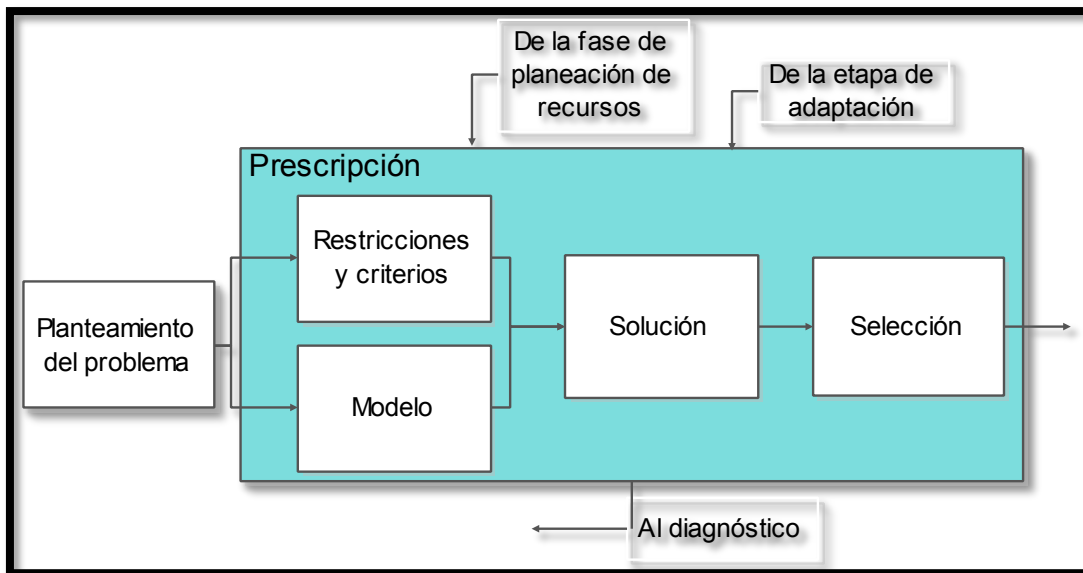 De la fase de
planeación de
recursos
De la etapa de
adaptación
Prescripción
Restricciones
y criterios
Planteamiento
del problema
Modelo
Solución
Selección
Al diagnóstico